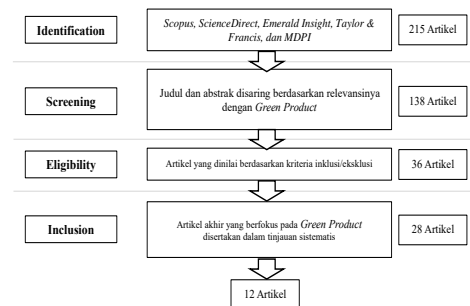 Identification
Scopus, ScienceDirect, Emerald Insight, Taylor &
Francis, dan MDPI
215 Artikel
Screening
Judul dan abstrak disaring berdasarkan relevansinya
dengan Green Product
138 Artikel
Eligibility
Artikel yang dinilai berdasarkan kriteria inklusi/eksklusi
36 Artikel
Inclusion
Artikel akhir yang berfokus pada Green Product
disertakan dalam tinjauan sistematis
28 Artikel
12 Artikel